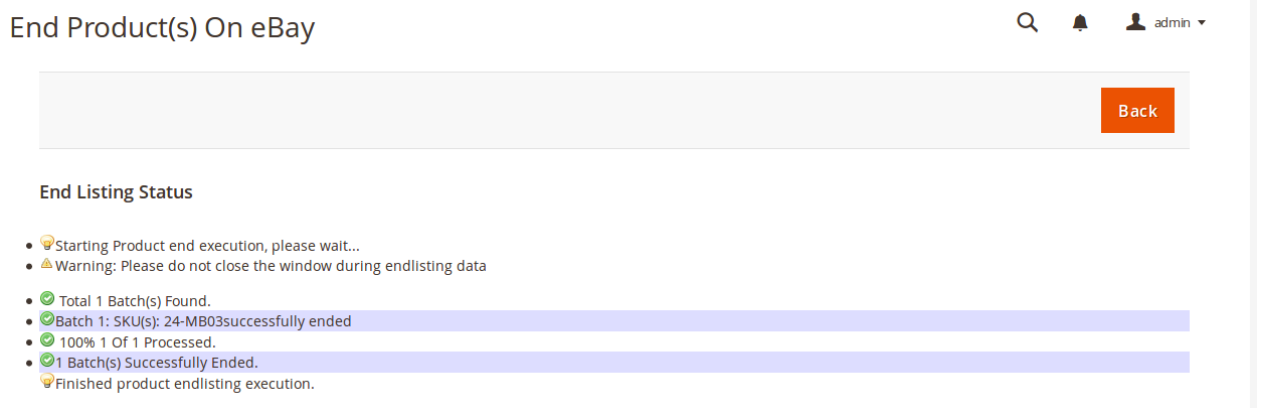 End Product(s) On eBay
admin
Back
End Listing Status
Starting Product end execution, please wait...
Warning: Please do not close the window during endlisting data
Total 1 Batch(s) Found.
Batch 1: SKU(s): 24-MB03successfully ended
100% 1 Of 1 Processed.
1 Batch(s) Successfully Ended.
Finished product endlisting execution.